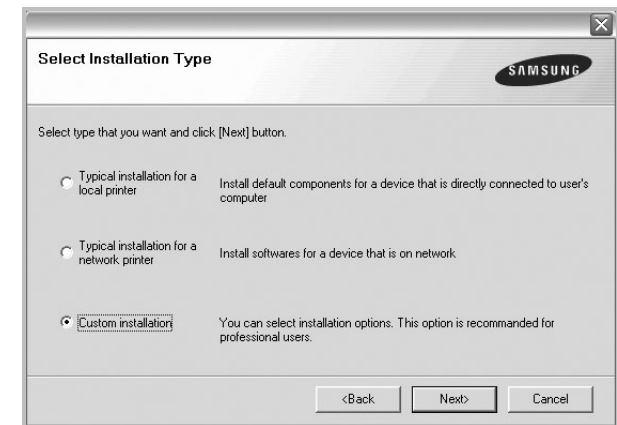 Select Installation Type
SAMSUNG
Select type that you want and click [Next] button.
Typical installation for a
local printer
Install default components for a device that is directly connected to user's
computer
Typical installation for a
network printer
Install softwares for a device that is on network
Custom installation
You can select installation options. This option is recommanded for
professional users.
<Back
Next>
Cancel